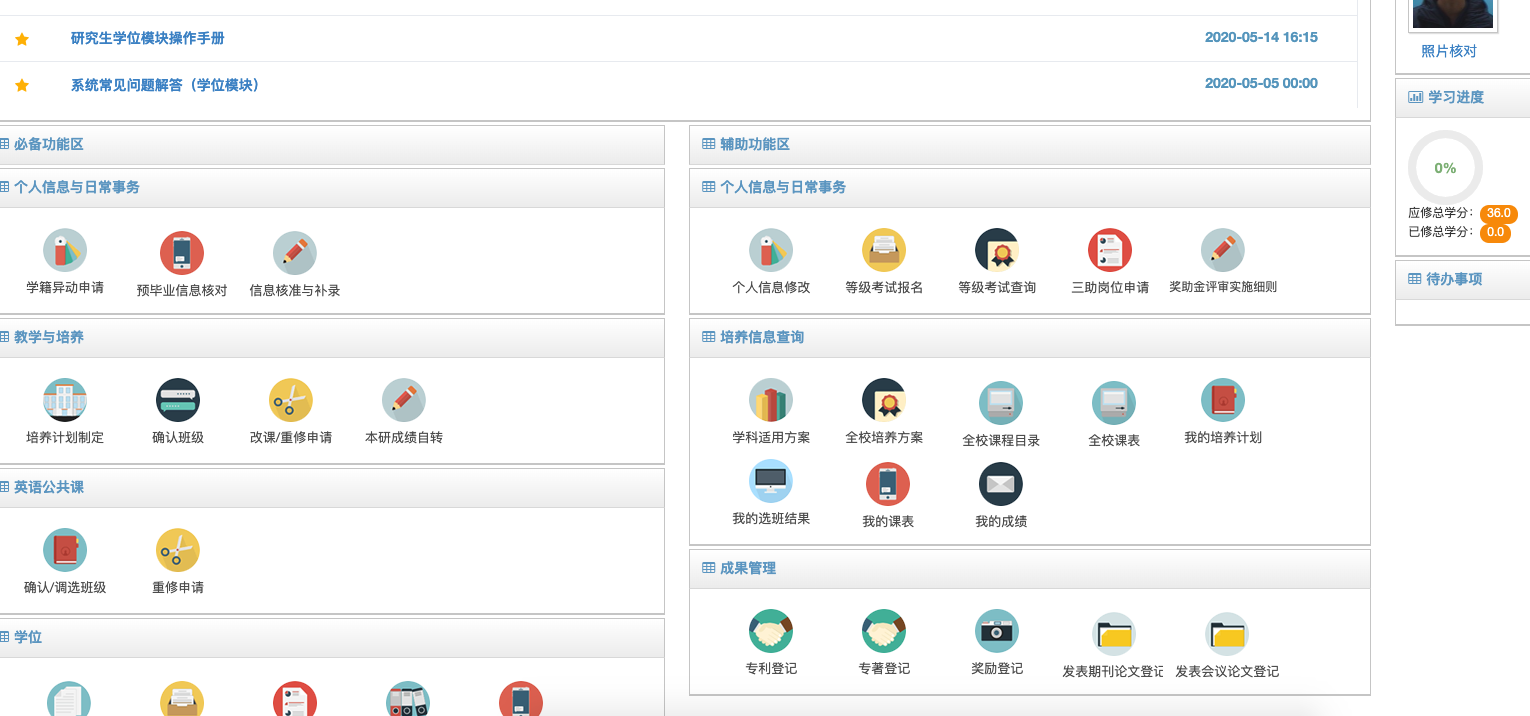 研究生学位模块操作手册 2020-05-14 16:15
系统常见问题解答（学位模块） 2020-05-05 00:00
必备功能区
个人信息与日常事务
学籍异动申请 预毕业信息核对 信息核准与补录
教学与培养
培养计划制定 确认班级 改课/重修申请 本研成绩自转
英语公共课
确认/调选班级 重修申请
学位
辅助功能区
个人信息与日常事务
个人信息修改 等级考试报名 等级考试查询 三助岗位申请 奖助金评审实施细则
培养信息查询
学科适用方案 全校培养方案 全校课程目录 全校课表 我的培养计划
我的选班结果 我的课表 我的成绩
成果管理
专利登记 专著登记 奖励登记 发表期刊论文登记 发表会议论文登记
照片核对
学习进度
0%
应修总学分： 36.0
已修总学分： 0.0
待办事项